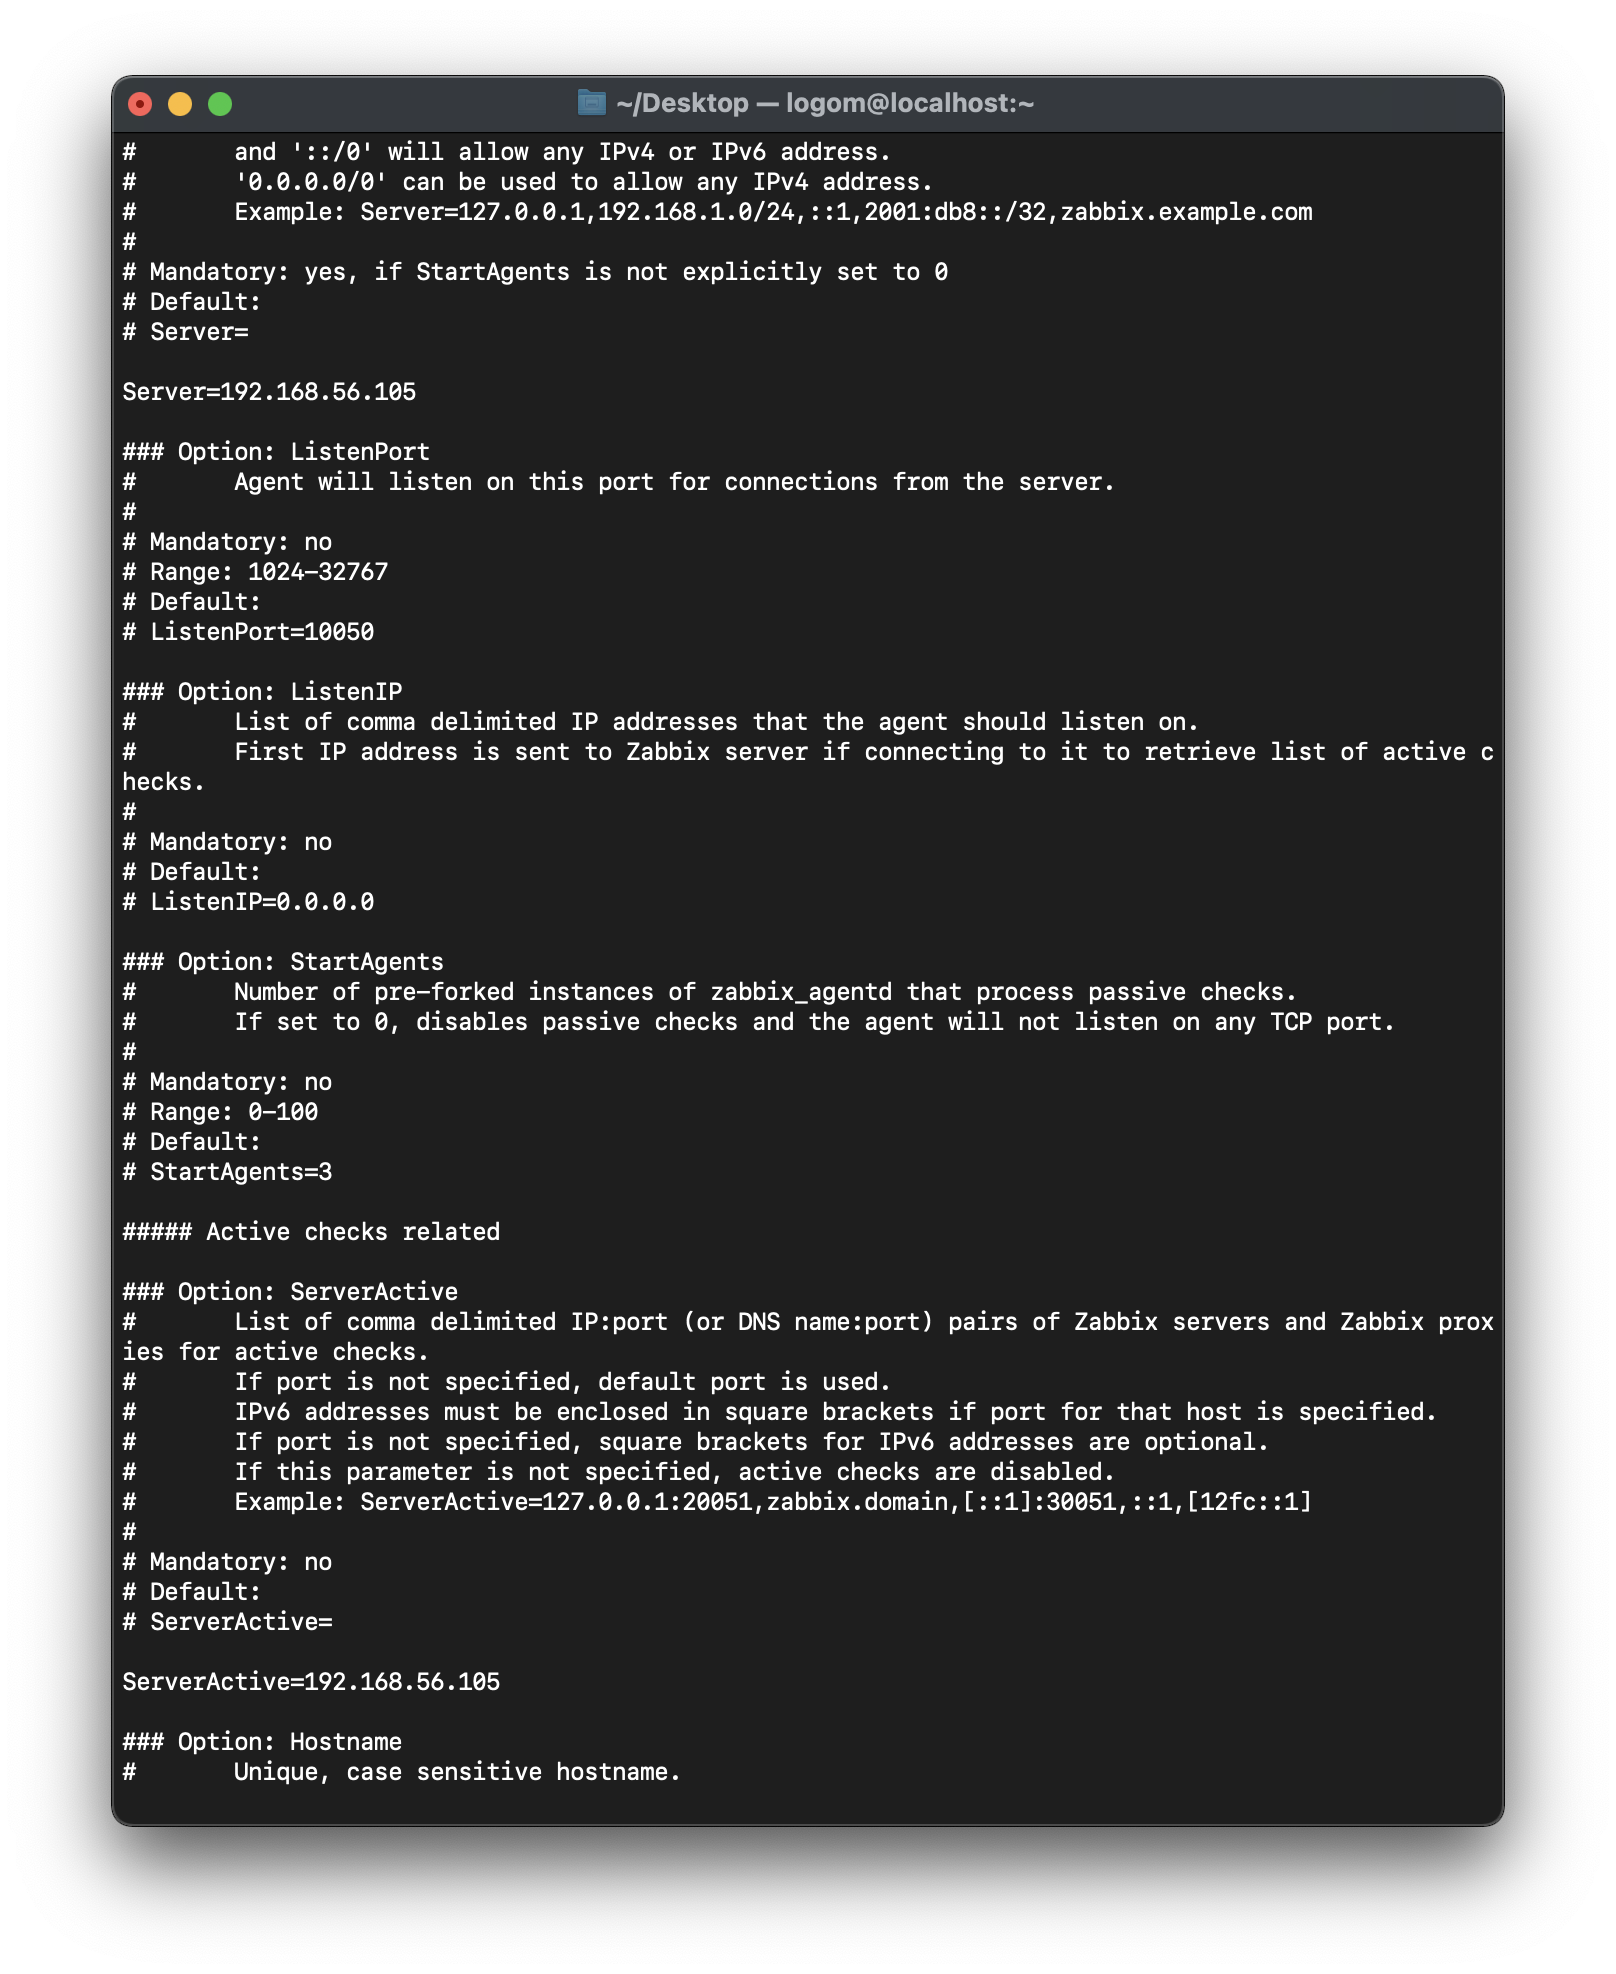 ~/Desktop — logom@localhost:~
#       and '::/0' will allow any IPv4 or IPv6 address.
#       '0.0.0.0/0' can be used to allow any IPv4 address.
#       Example: Server=127.0.0.1,192.168.1.0/24,::1,2001:db8::/32,zabbix.example.com
#
# Mandatory: yes, if StartAgents is not explicitly set to 0
# Default:
# Server=

Server=192.168.56.105

### Option: ListenPort
#       Agent will listen on this port for connections from the server.
#
# Mandatory: no
# Range: 1024-32767
# Default:
# ListenPort=10050

### Option: ListenIP
#       List of comma delimited IP addresses that the agent should listen on.
#       First IP address is sent to Zabbix server if connecting to it to retrieve list of active c
hecks.
#
# Mandatory: no
# Default:
# ListenIP=0.0.0.0

### Option: StartAgents
#       Number of pre-forked instances of zabbix_agentd that process passive checks.
#       If set to 0, disables passive checks and the agent will not listen on any TCP port.
#
# Mandatory: no
# Range: 0-100
# Default:
# StartAgents=3

##### Active checks related

### Option: ServerActive
#       List of comma delimited IP:port (or DNS name:port) pairs of Zabbix servers and Zabbix prox
ies for active checks.
#       If port is not specified, default port is used.
#       IPv6 addresses must be enclosed in square brackets if port for that host is specified.
#       If port is not specified, square brackets for IPv6 addresses are optional.
#       If this parameter is not specified, active checks are disabled.
#       Example: ServerActive=127.0.0.1:20051,zabbix.domain,[::1]:30051,::1,[12fc::1]
#
# Mandatory: no
# Default:
# ServerActive=

ServerActive=192.168.56.105

### Option: Hostname
#       Unique, case sensitive hostname.